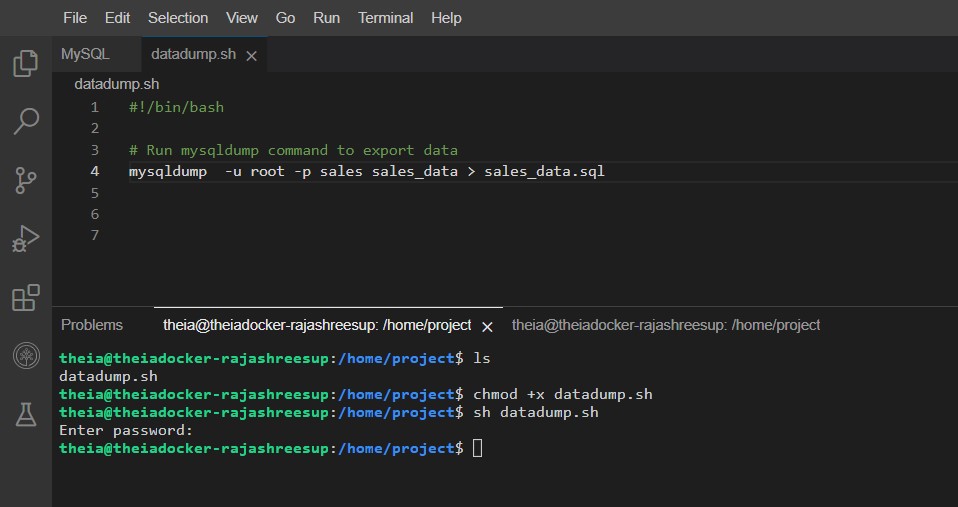 File Edit Selection View Go Run Terminal Help
MySQL datadump.sh
datadump.sh
1 #!/bin/bash
2
3 # Run mysqldump command to export data
4 mysqldump  -u root -p sales sales_data > sales_data.sql
5
6
7
Problems theia@theiadocker-rajashreesup: /home/project theia@theiadocker-rajashreesup: /home/project
theia@theiadocker-rajashreesup:/home/project$ ls
datadump.sh
theia@theiadocker-rajashreesup:/home/project$ chmod +x datadump.sh
theia@theiadocker-rajashreesup:/home/project$ sh datadump.sh
Enter password:
theia@theiadocker-rajashreesup:/home/project$